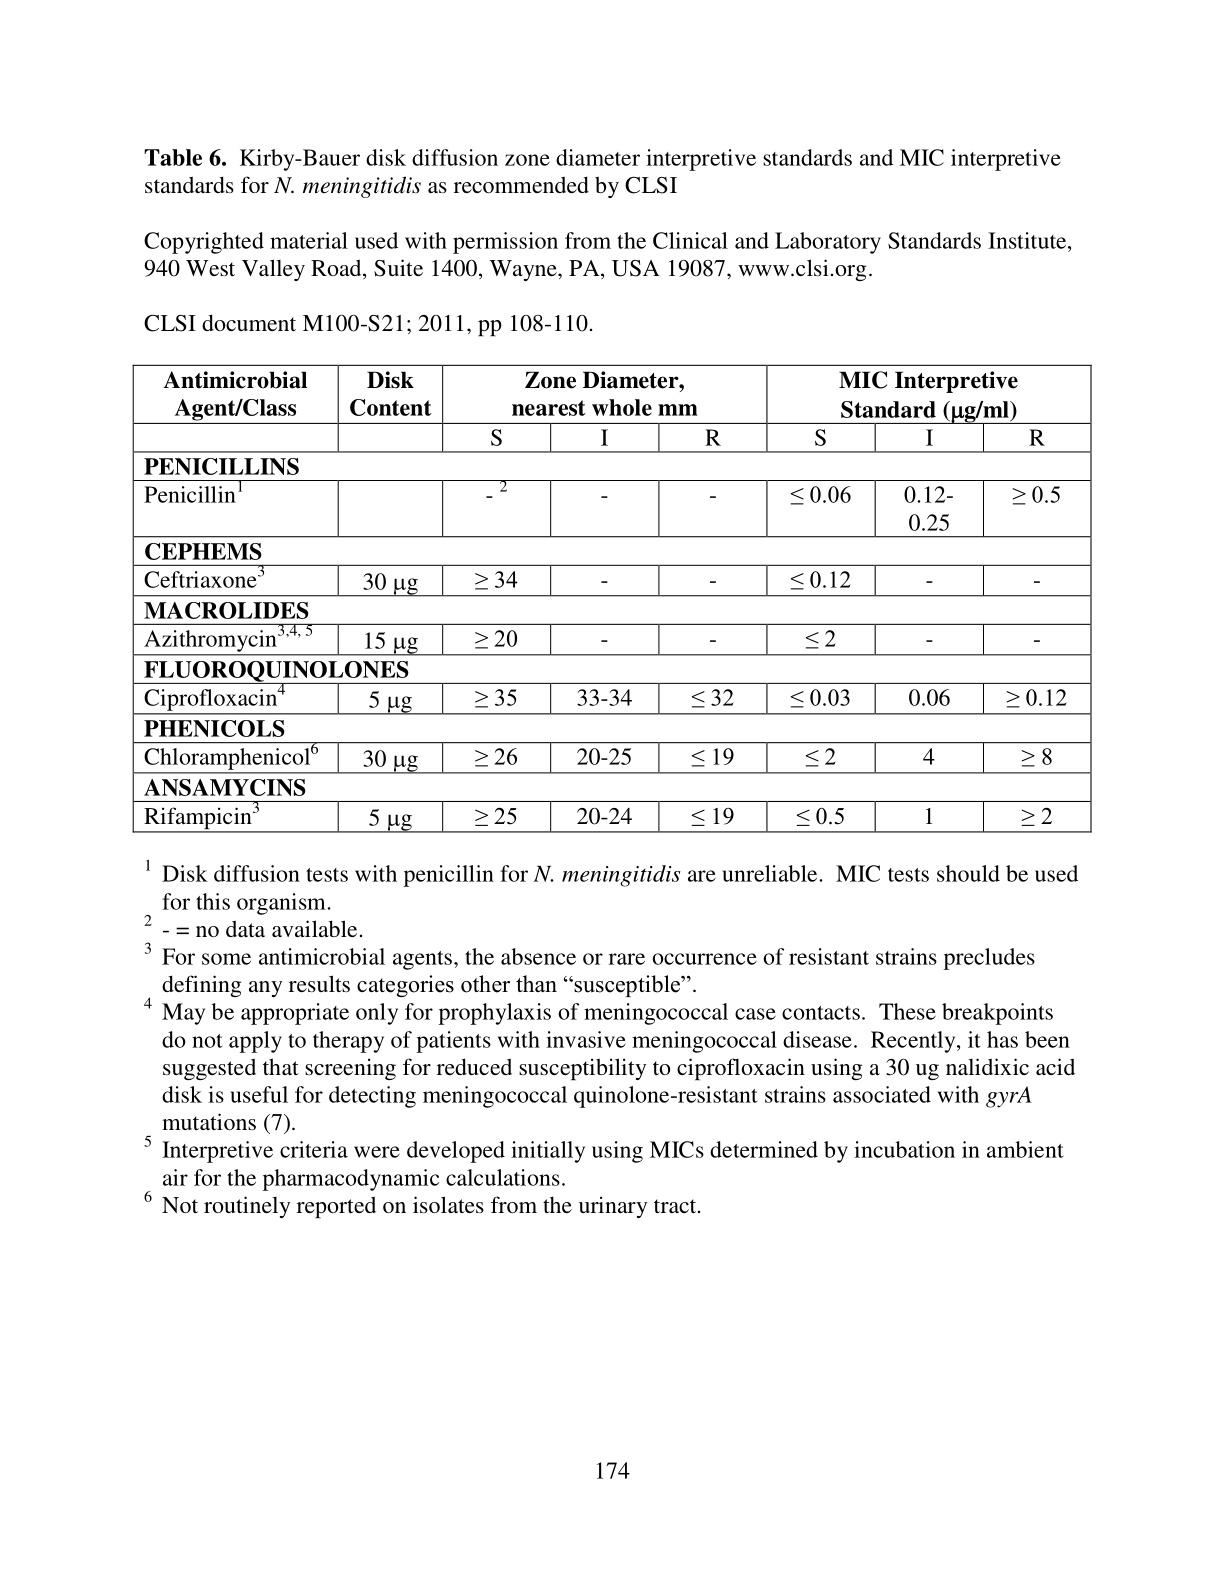 Table 6. Kirby-Bauer disk diffusion zone diameter interpretive standards and MIC interpretive
standards for N. meningitidis as recommended by CLSI
Copyrighted material used with permission from the Clinical and Laboratory Standards Institute,
940 West Valley Road, Suite 1400, Wayne, PA, USA 19087, www.clsi.org.
CLSI document M100-S21; 2011, pp 108-110.
Antimicrobial Disk Zone Diameter, MIC Interpretive
Agent/Class Content nearest whole mm Standard (µg/ml)
S I R S I R
PENICILLINS
Penicillin1 - 2 - - ≤ 0.06 0.12- ≥ 0.5
0.25
CEPHEMS
Ceftriaxone3 30 µg ≥ 34 - - ≤ 0.12 - -
MACROLIDES
Azithromycin3,4, 5 15 µg ≥ 20 - - ≤ 2 - -
FLUOROQUINOLONES
Ciprofloxacin4 5 µg ≥ 35 33-34 ≤ 32 ≤ 0.03 0.06 ≥ 0.12
PHENICOLS
Chloramphenicol6 30 µg ≥ 26 20-25 ≤ 19 ≤ 2 4 ≥ 8
ANSAMYCINS
Rifampicin3 5 µg ≥ 25 20-24 ≤ 19 ≤ 0.5 1 ≥ 2
1 Disk diffusion tests with penicillin for N. meningitidis are unreliable. MIC tests should be used
for this organism.
2 - = no data available.
3 For some antimicrobial agents, the absence or rare occurrence of resistant strains precludes
defining any results categories other than “susceptible”.
4 May be appropriate only for prophylaxis of meningococcal case contacts. These breakpoints
do not apply to therapy of patients with invasive meningococcal disease. Recently, it has been
suggested that screening for reduced susceptibility to ciprofloxacin using a 30 ug nalidixic acid
disk is useful for detecting meningococcal quinolone-resistant strains associated with gyrA
mutations (7).
5 Interpretive criteria were developed initially using MICs determined by incubation in ambient
air for the pharmacodynamic calculations.
6 Not routinely reported on isolates from the urinary tract.
174